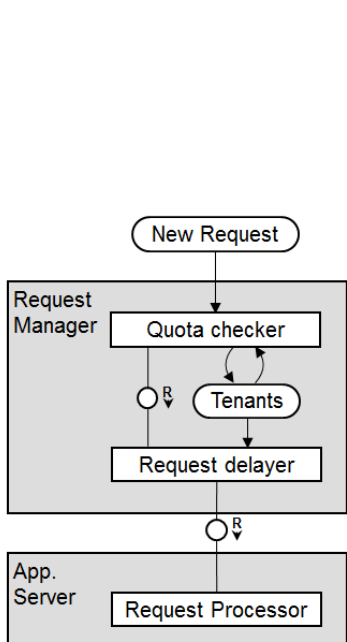 New Request
Request
Manager
Quota checker
R
Tenants
Request delayer
R
App.
Server
Request Processor